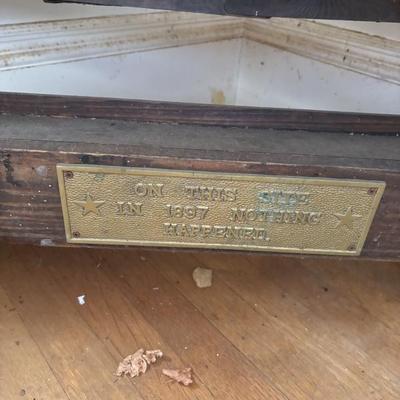 ON THIS SITE
IN 1897 NOTHING
HAPPENED.